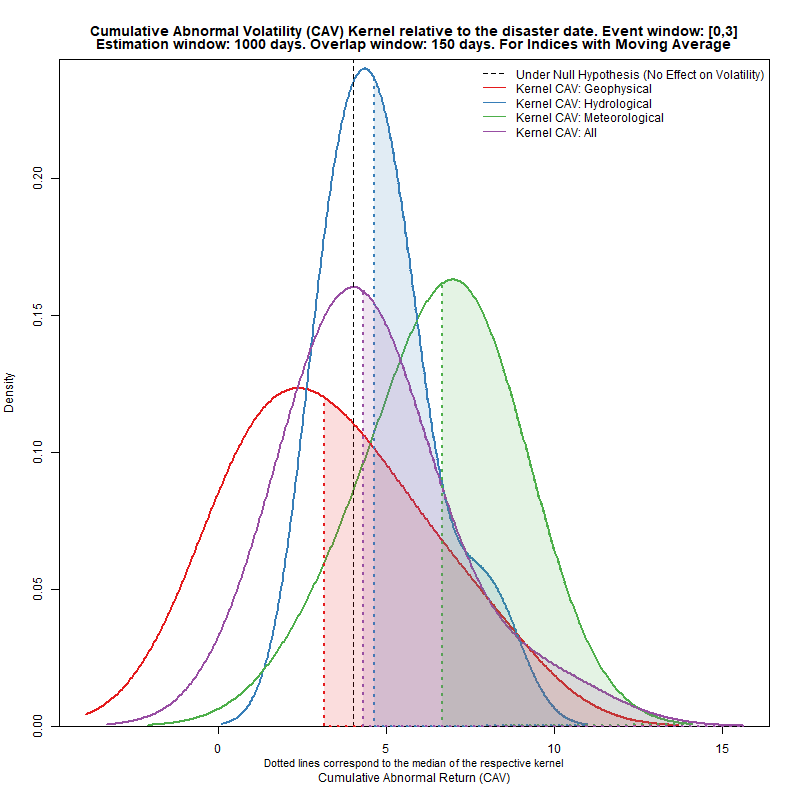 Cumulative Abnormal Volatility (CAV) Kernel relative to the disaster date. Event window: [0,3]
Estimation window: 1000 days. Overlap window: 150 days. For Indices with Moving Average
Under Null Hypothesis (No Effect on Volatility)
Kernel CAV: Geophysical
Kernel CAV: Hydrological
Kernel CAV: Meteorological
Kernel CAV: All
Density
0.20
0.15
0.10
0.05
0.00
0 5 10 15
Dotted lines correspond to the median of the respective kernel
Cumulative Abnormal Return (CAV)